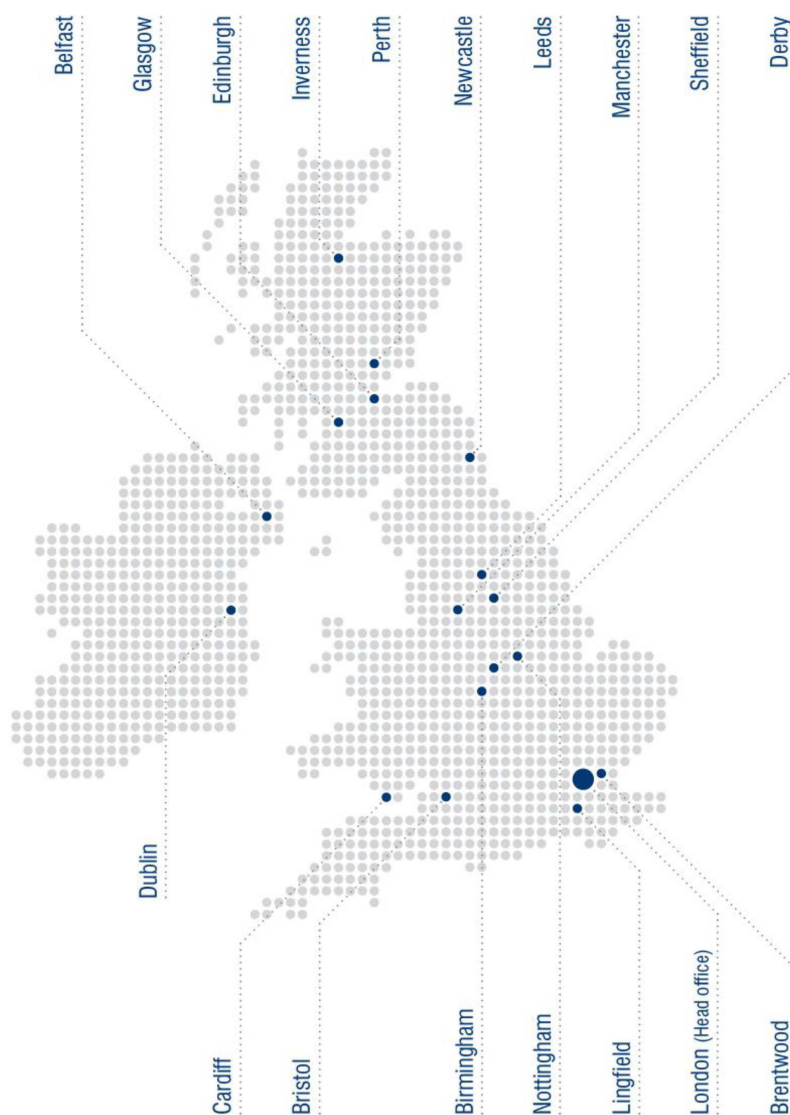 Belfast
Glasgow
Edinburgh
Inverness
Perth
Newcastle
Leeds
Manchester
Sheffield
Derby
Dublin
Cardiff
Bristol
Birmingham
Nottingham
Lingfield
London (Head office)
Brentwood